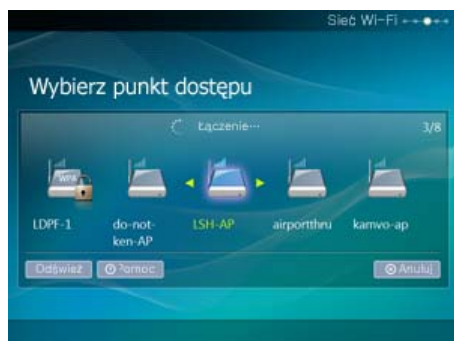 Sieć Wi-Fi
Wybierz punkt dostępu
Łączenie...
3/8
WPA
LDPF-1
do-not-
ken-AP
LSH-AP
airportthru
kamvo-ap
Odśwież
Pomoc
Anuluj